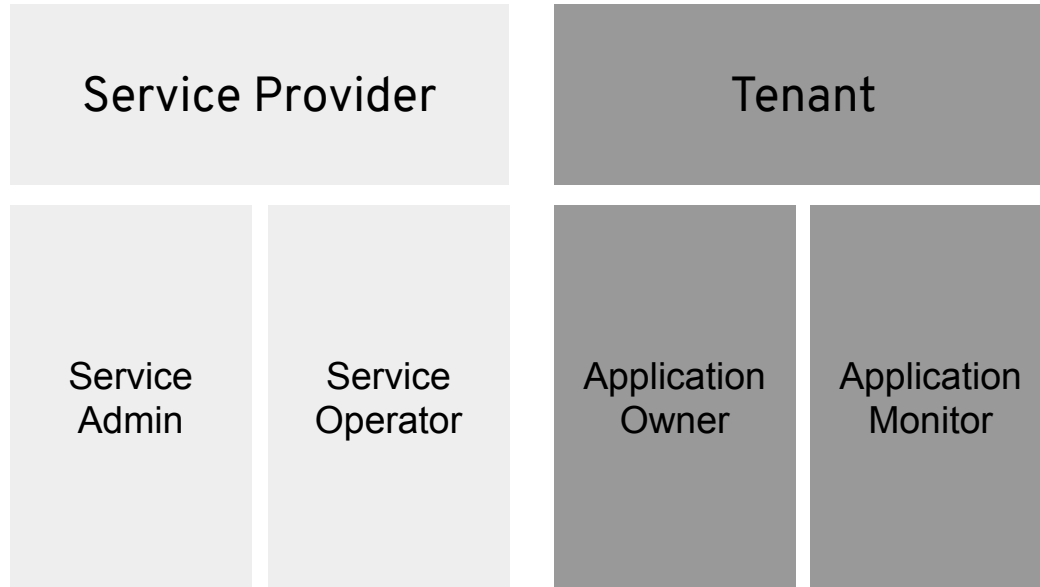 Service Provider
Tenant
Service
Admin
Service
Operator
Application
Owner
Application
Monitor